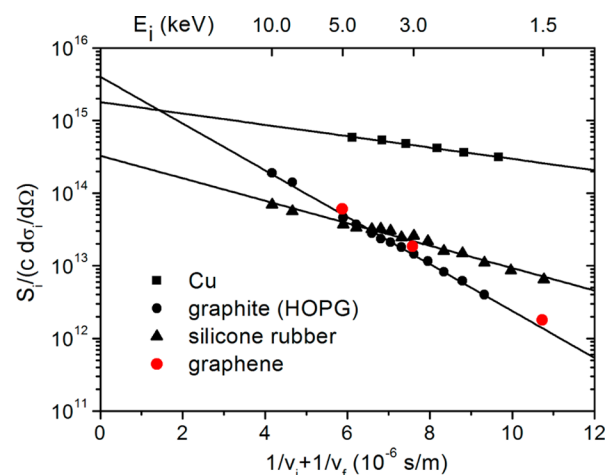 E_i (keV) 10.0 5.0 3.0 1.5
10^16
10^15
10^14
10^13
10^12
10^11
S_i/(c dσ_i/dΩ)
Cu
graphite (HOPG)
silicone rubber
graphene
0 2 4 6 8 10 12
1/v_i+1/v_f (10^-6 s/m)